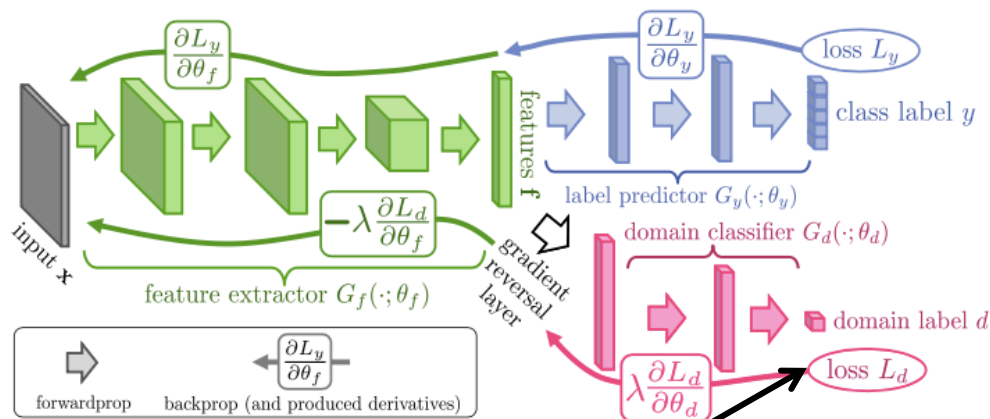 ∂L_y/∂θ_f
∂L_y/∂θ_y
loss L_y
features f
class label y
label predictor G_y(·; θ_y)
input x
−λ ∂L_d/∂θ_f
feature extractor G_f(·; θ_f)
gradient
reversal
layer
domain classifier G_d(·; θ_d)
domain label d
λ ∂L_d/∂θ_d
loss L_d
∂L_y/∂θ_f
forwardprop
backprop (and produced derivatives)